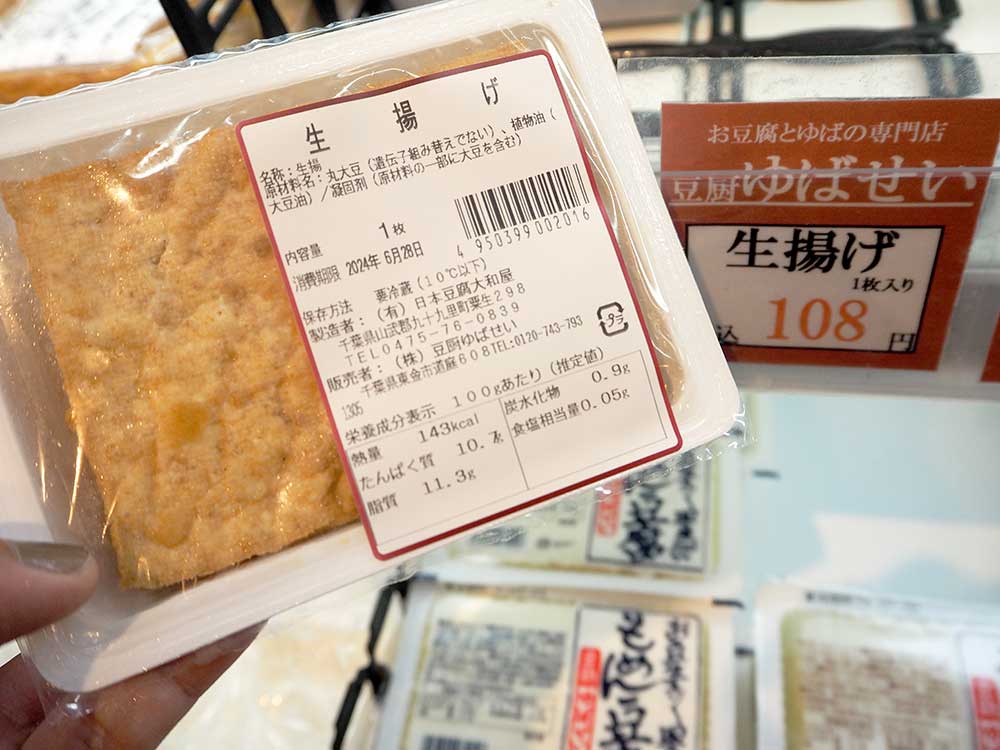 生揚げ
名称：生揚
原材料名：丸大豆（遺伝子組み替えでない）、植物油（
大豆油）／凝固剤（原材料の一部に大豆を含む）
内容量 1枚
消費期限 2024年 6月28日
4 950399 002016
保存方法 要冷蔵(10℃以下)
製造者：（有）日本豆腐大和屋
千葉県山武郡九十九里町粟生298
TEL0475-76-0839
販売者：（株）豆厨ゆばせい
千葉県東金市道庭608TEL:0120-743-793
1305
プラ
栄養成分表示 100gあたり（推定値）
熱量 143kcal
たんぱく質 10.7g
脂質 11.3g
炭水化物 0.9g
食塩相当量0.05g
お豆腐とゆばの専門店
豆厨ゆばせい
生揚げ
1枚入り
込 108 円